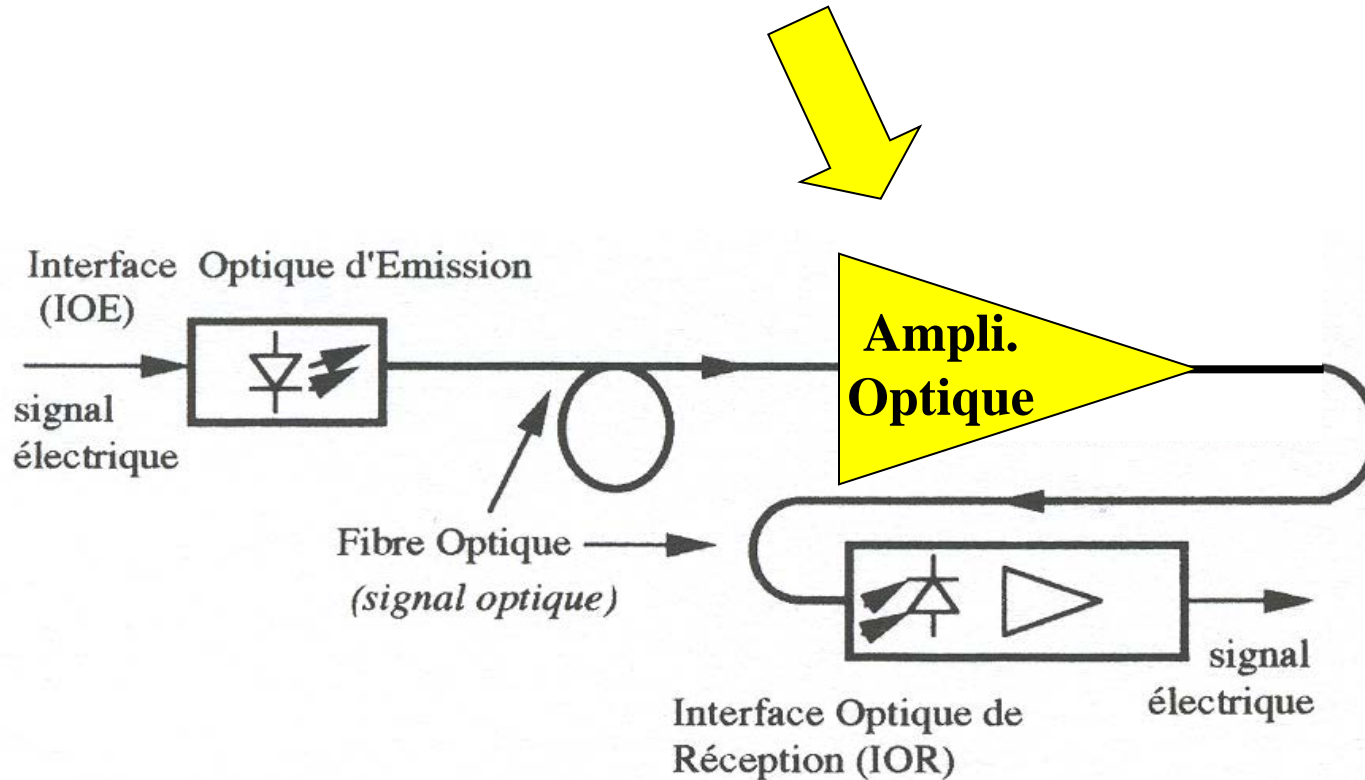 Interface Optique d'Emission
(IOE)
signal
électrique
Ampli.
Optique
Fibre Optique
(signal optique)
signal
électrique
Interface Optique de
Réception (IOR)